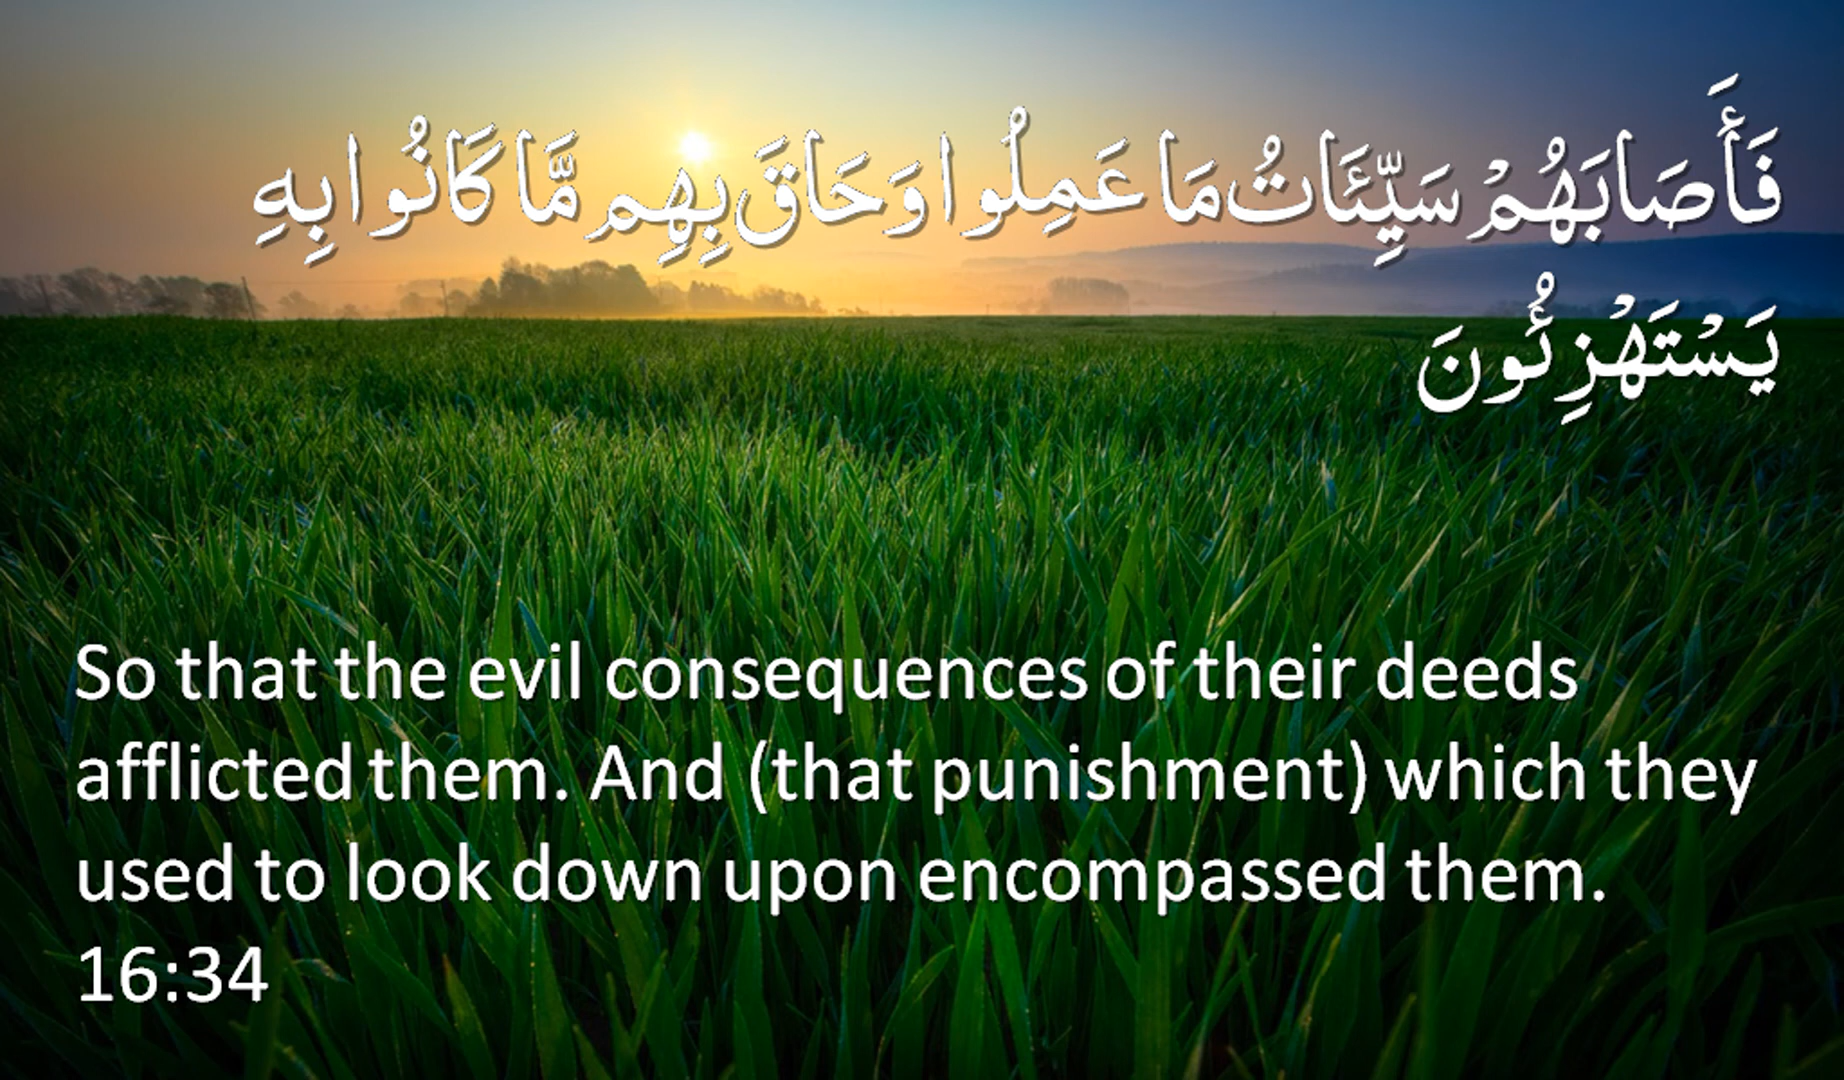 فَأَصَابَهُمْ سَيِّئَاتُ مَا عَمِلُوا وَحَاقَ بِهِم مَّا كَانُوا بِهِ
يَسْتَهْزِئُونَ
So that the evil consequences of their deeds
afflicted them. And (that punishment) which they
used to look down upon encompassed them.
16:34